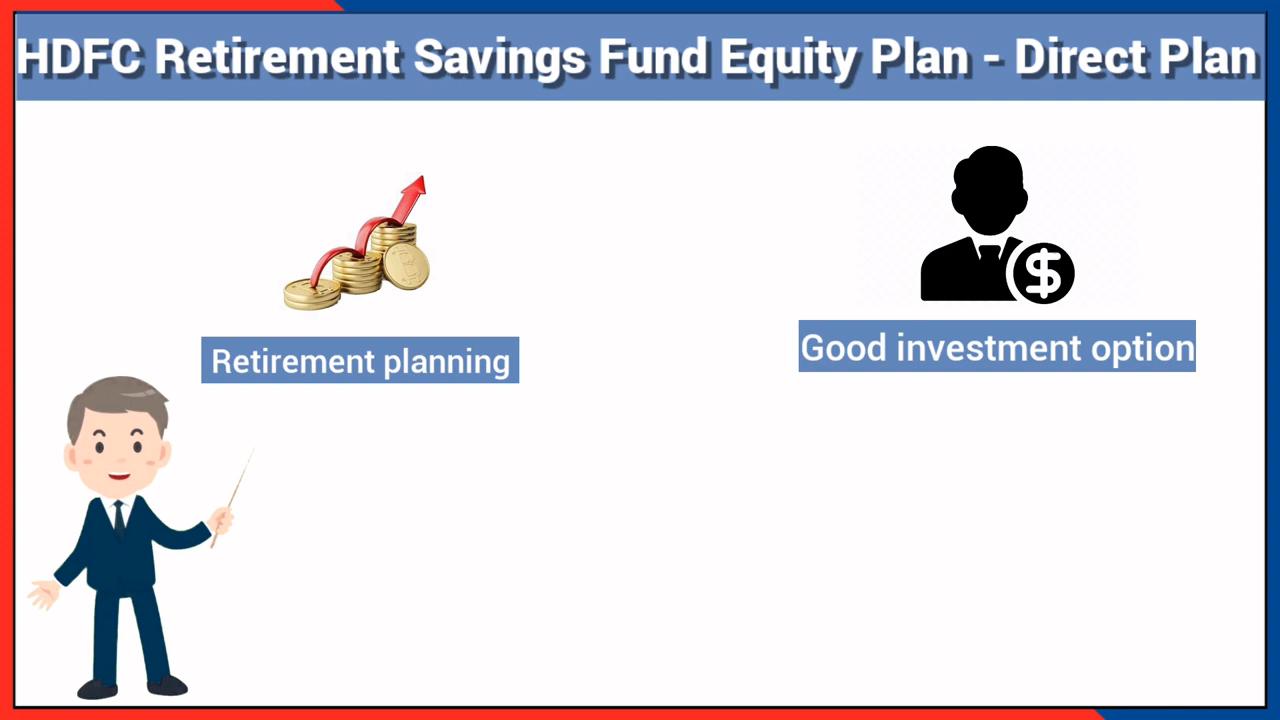 HDFC Retirement Savings Fund Equity Plan - Direct Plan
Retirement planning
Good investment option